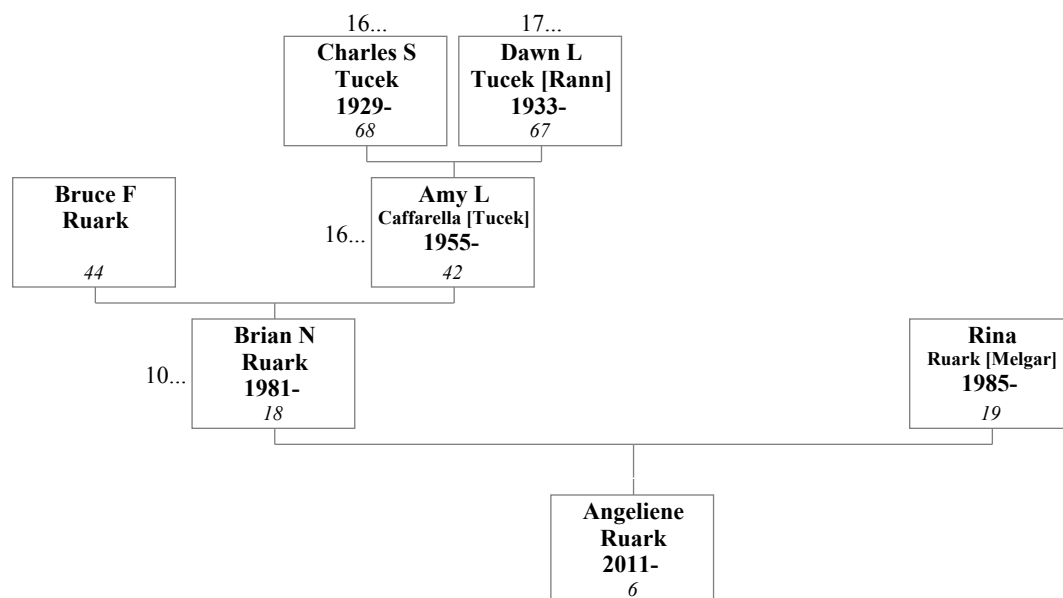 16...
Charles S
Tucek
1929-
68
17...
Dawn L
Tucek [Rann]
1933-
67
Bruce F
Ruark
44
16...
Amy L
Caffarella [Tucek]
1955-
42
10...
Brian N
Ruark
1981-
18
Rina
Ruark [Melgar]
1985-
19
Angeliene
Ruark
2011-
6